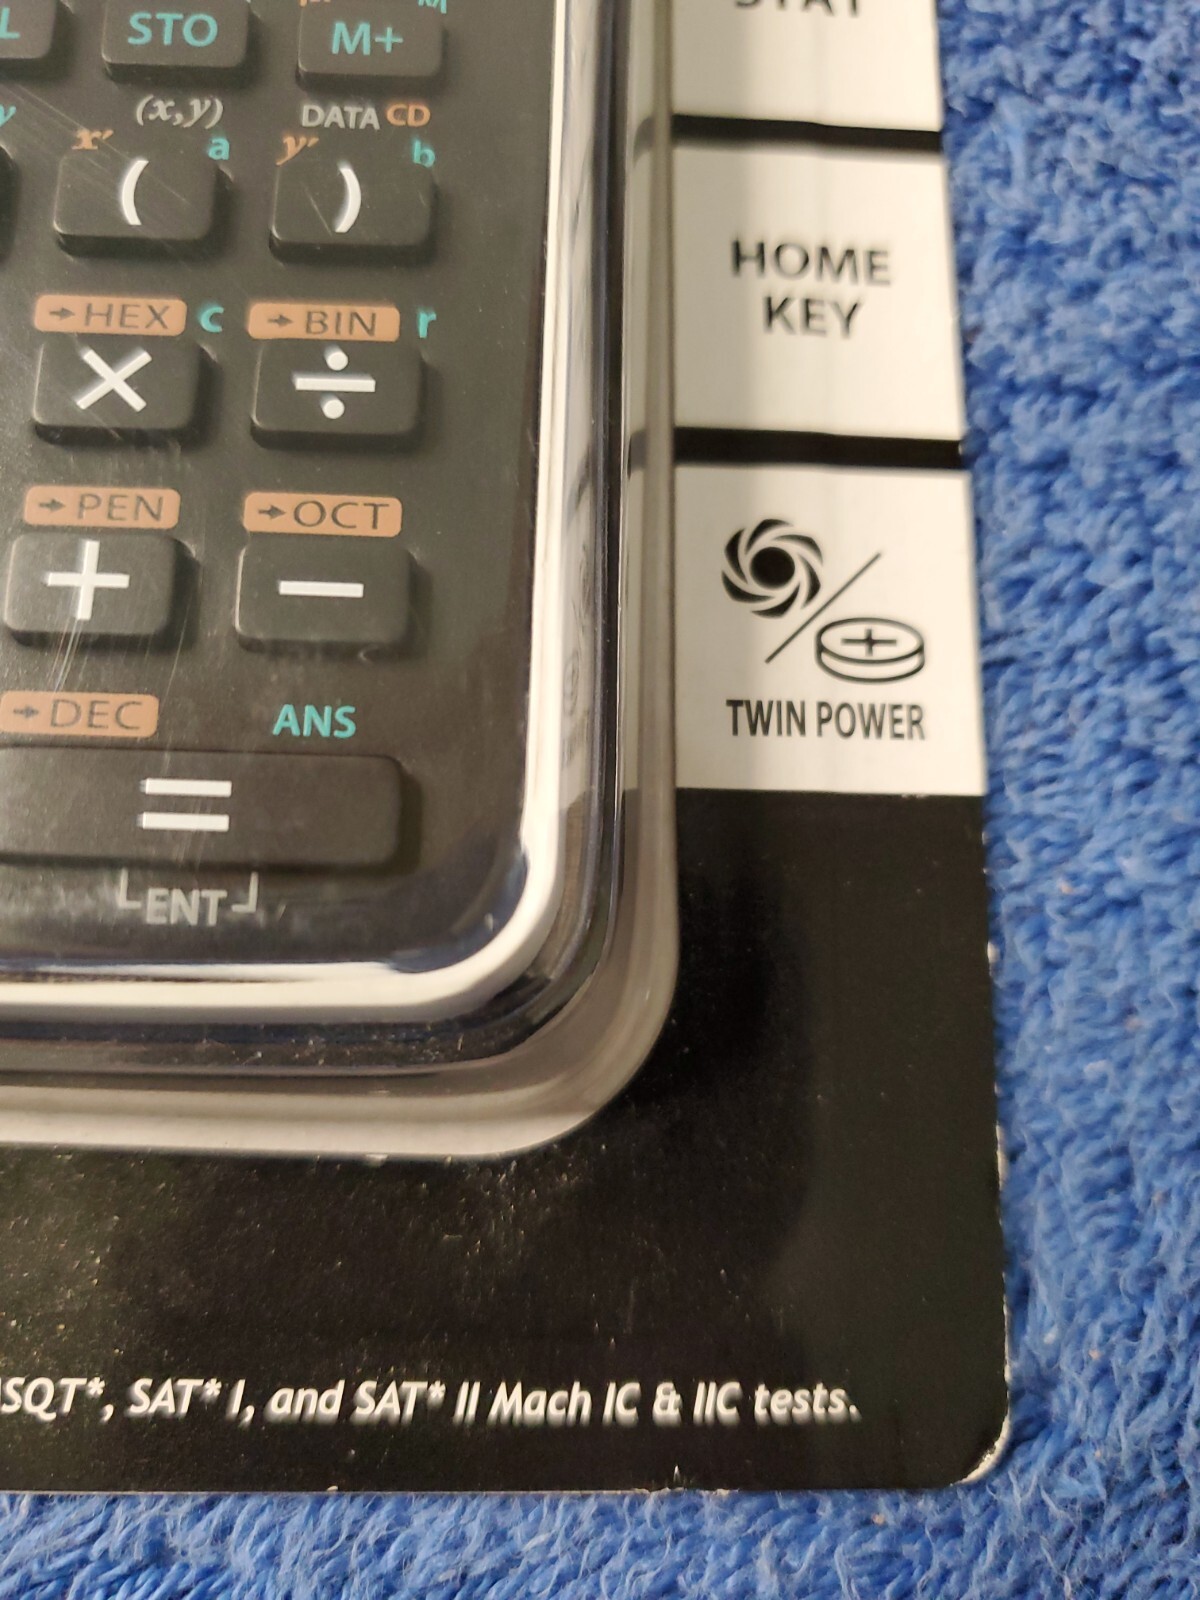 STAT
STO
M+
(x,y)
DATA CD
x′ a
y′ b
(
)
HOME
KEY
→HEX c
→BIN r
×
÷
→PEN
→OCT
+
−
→DEC
ANS
=
ENT
TWIN POWER
SQT*, SAT* I, and SAT* II Mach IC & IIC tests.